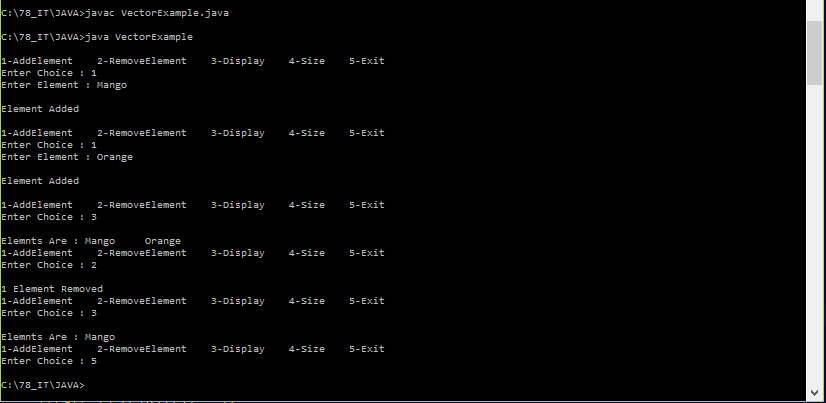 C:\78_IT\JAVA>javac VectorExample.java
C:\78_IT\JAVA>java VectorExample
1-AddElement    2-RemoveElement    3-Display    4-Size    5-Exit
Enter Choice : 1
Enter Element : Mango
Element Added
1-AddElement    2-RemoveElement    3-Display    4-Size    5-Exit
Enter Choice : 1
Enter Element : Orange
Element Added
1-AddElement    2-RemoveElement    3-Display    4-Size    5-Exit
Enter Choice : 3
Elemnts Are : Mango     Orange
1-AddElement    2-RemoveElement    3-Display    4-Size    5-Exit
Enter Choice : 2
1 Element Removed
1-AddElement    2-RemoveElement    3-Display    4-Size    5-Exit
Enter Choice : 3
Elemnts Are : Mango
1-AddElement    2-RemoveElement    3-Display    4-Size    5-Exit
Enter Choice : 5
C:\78_IT\JAVA>